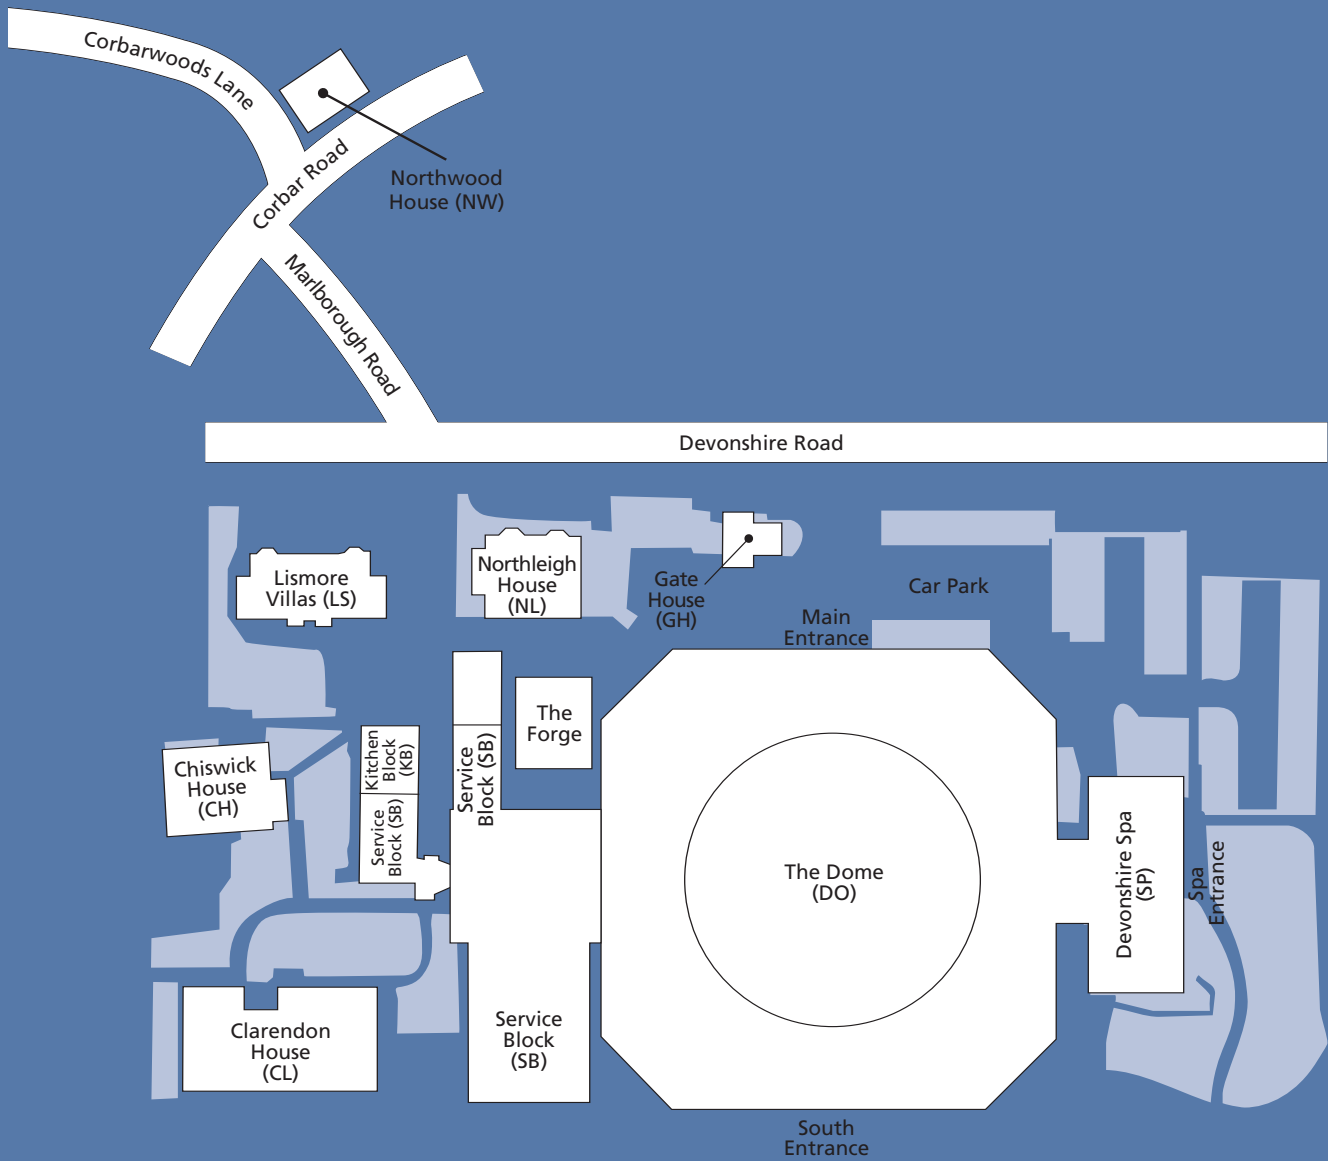 Corbarwoods Lane
Corbar Road
Northwood
House (NW)
Marlborough Road
Devonshire Road
Lismore
Villas (LS)
Northleigh
House
(NL)
Gate
House
(GH)
Car Park
Main
Entrance
The
Forge
Chiswick
House
(CH)
Kitchen
Block
(KB)
Service
Block (SB)
Service
Block (SB)
The Dome
(DO)
Devonshire Spa
(SP)
Spa
Entrance
Clarendon
House
(CL)
Service
Block
(SB)
South
Entrance